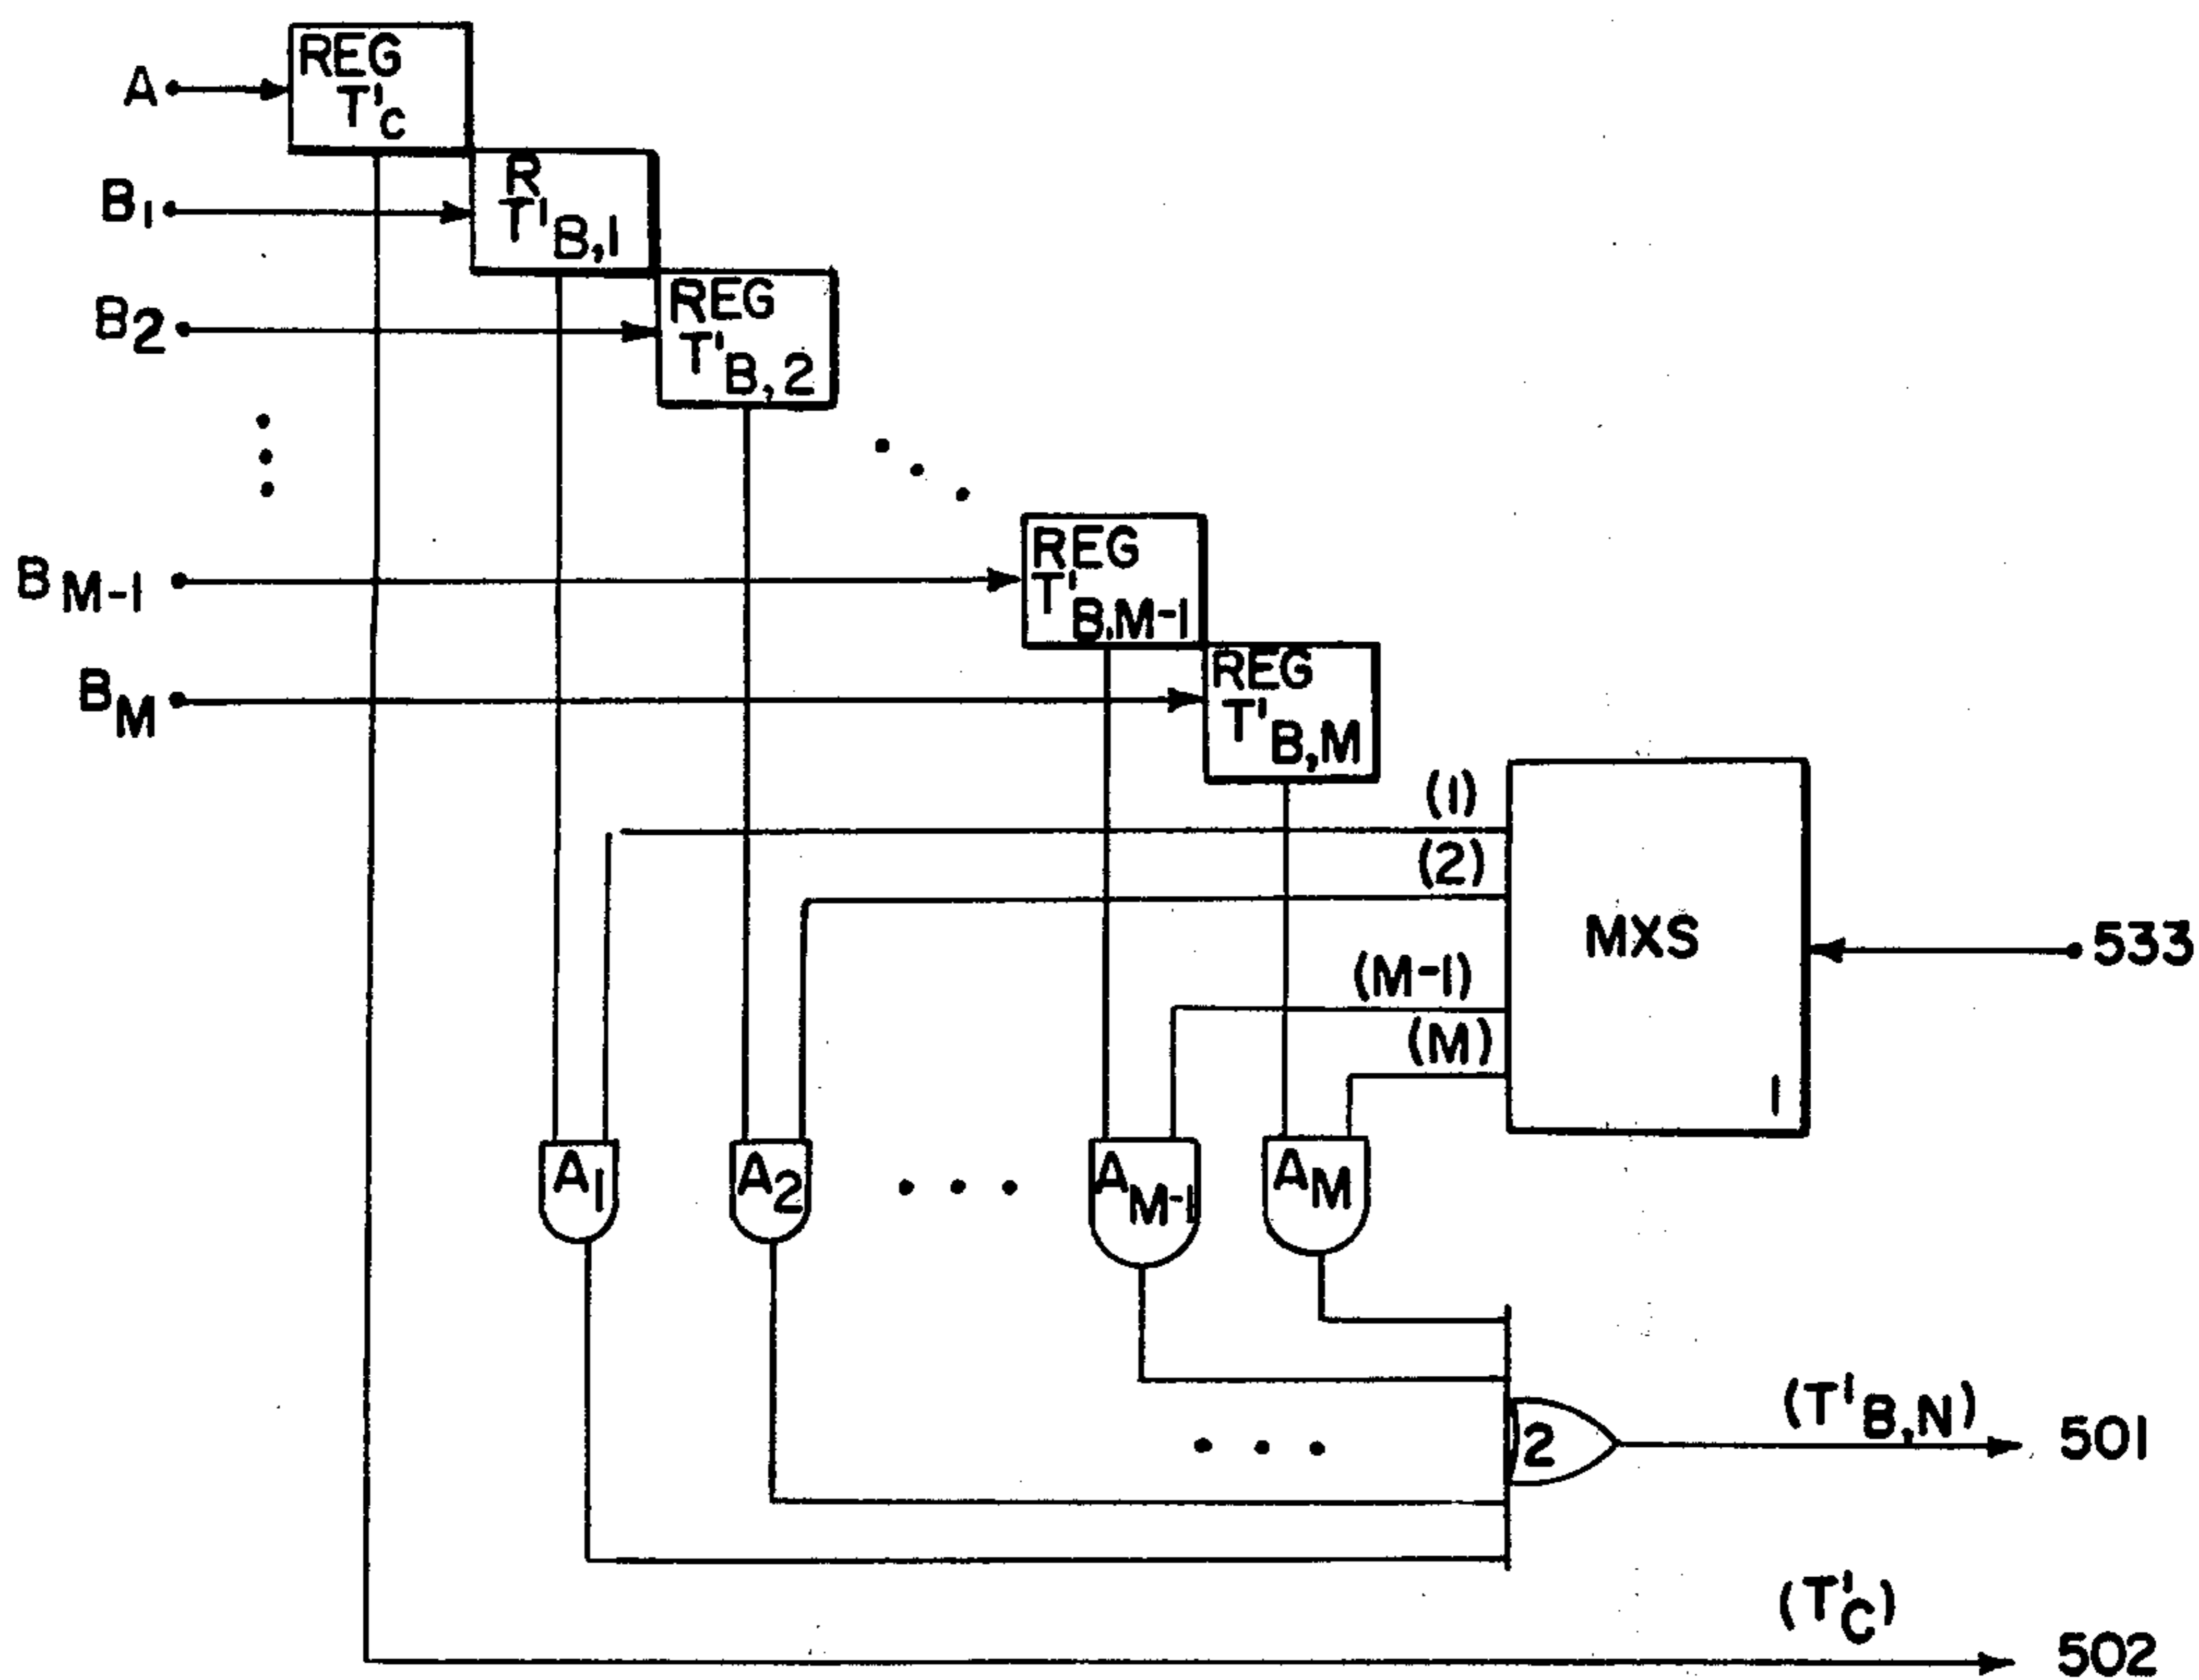 A
REG
T'C
B1
R
T'B,1
B2
REG
T'B,2
BM-1
REG
T'B,M-1
BM
REG
T'B,M
(1)
(2)
MXS
533
(M-1)
(M)
1
A1
A2
AM-1
AM
2
(T'B,N)
501
(T'C)
502